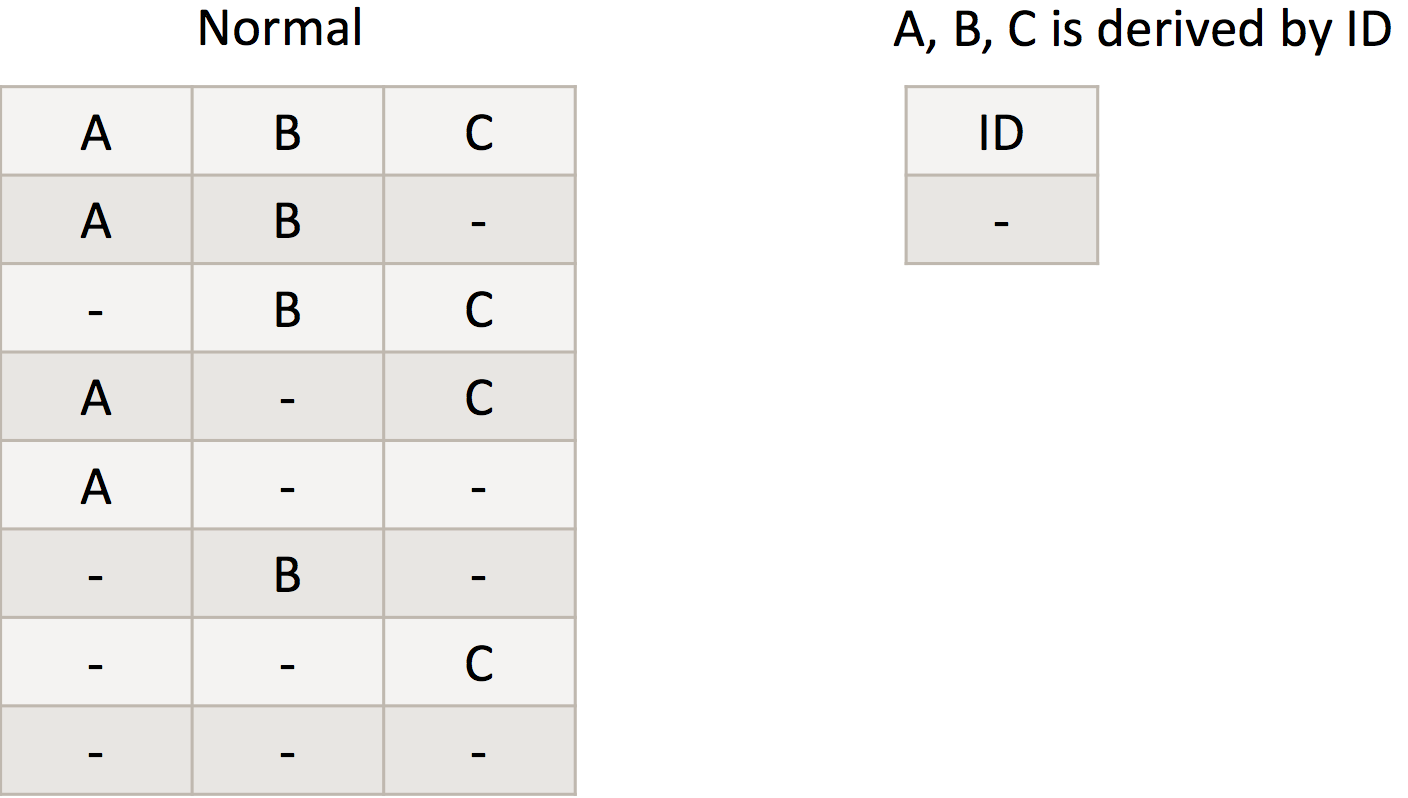 Normal
A, B, C is derived by ID
A B C
A B -
- B C
A - C
A - -
- B -
- - C
- - -
ID
-